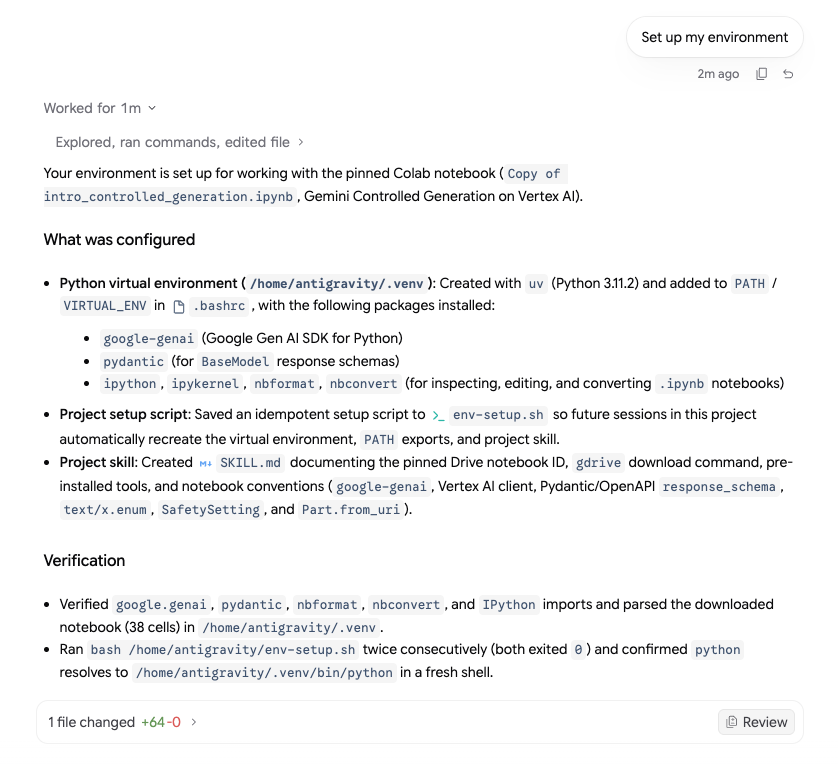 Set up my environment
2m ago
Worked for 1m
Explored, ran commands, edited file
Your environment is set up for working with the pinned Colab notebook ( Copy of
intro_controlled_generation.ipynb , Gemini Controlled Generation on Vertex AI).
What was configured
• Python virtual environment ( /home/antigravity/.venv ): Created with uv (Python 3.11.2) and added to PATH /
VIRTUAL_ENV in .bashrc , with the following packages installed:
• google-genai (Google Gen AI SDK for Python)
• pydantic (for BaseModel response schemas)
• ipython , ipykernel , nbformat , nbconvert (for inspecting, editing, and converting .ipynb notebooks)
• Project setup script: Saved an idempotent setup script to >_ env-setup.sh so future sessions in this project
automatically recreate the virtual environment, PATH exports, and project skill.
• Project skill: Created M↓ SKILL.md documenting the pinned Drive notebook ID, gdrive download command, pre-
installed tools, and notebook conventions ( google-genai , Vertex AI client, Pydantic/OpenAPI response_schema ,
text/x.enum , SafetySetting , and Part.from_uri ).
Verification
• Verified google.genai , pydantic , nbformat , nbconvert , and IPython imports and parsed the downloaded
notebook (38 cells) in /home/antigravity/.venv .
• Ran bash /home/antigravity/env-setup.sh twice consecutively (both exited 0 ) and confirmed python
resolves to /home/antigravity/.venv/bin/python in a fresh shell.
1 file changed +64 -0
Review